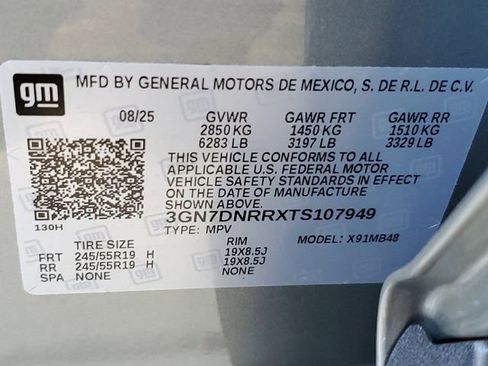 gm
MFD BY GENERAL MOTORS DE MEXICO, S. DE R.L. DE C.V.
08/25 GVWR GAWR FRT GAWR RR
2850 KG 1450 KG 1510 KG
6283 LB 3197 LB 3329 LB
THIS VEHICLE CONFORMS TO ALL
APPLICABLE U.S. FEDERAL MOTOR
VEHICLE SAFETY STANDARDS IN EFFECT
ON THE DATE OF MANUFACTURE
SHOWN ABOVE.
3GN7DNRRXTS107949
130H TYPE: MPV MODEL: X91MB48
TIRE SIZE RIM
FRT 245/55R19 H 19X8.5J
RR 245/55R19 H 19X8.5J
SPA NONE NONE